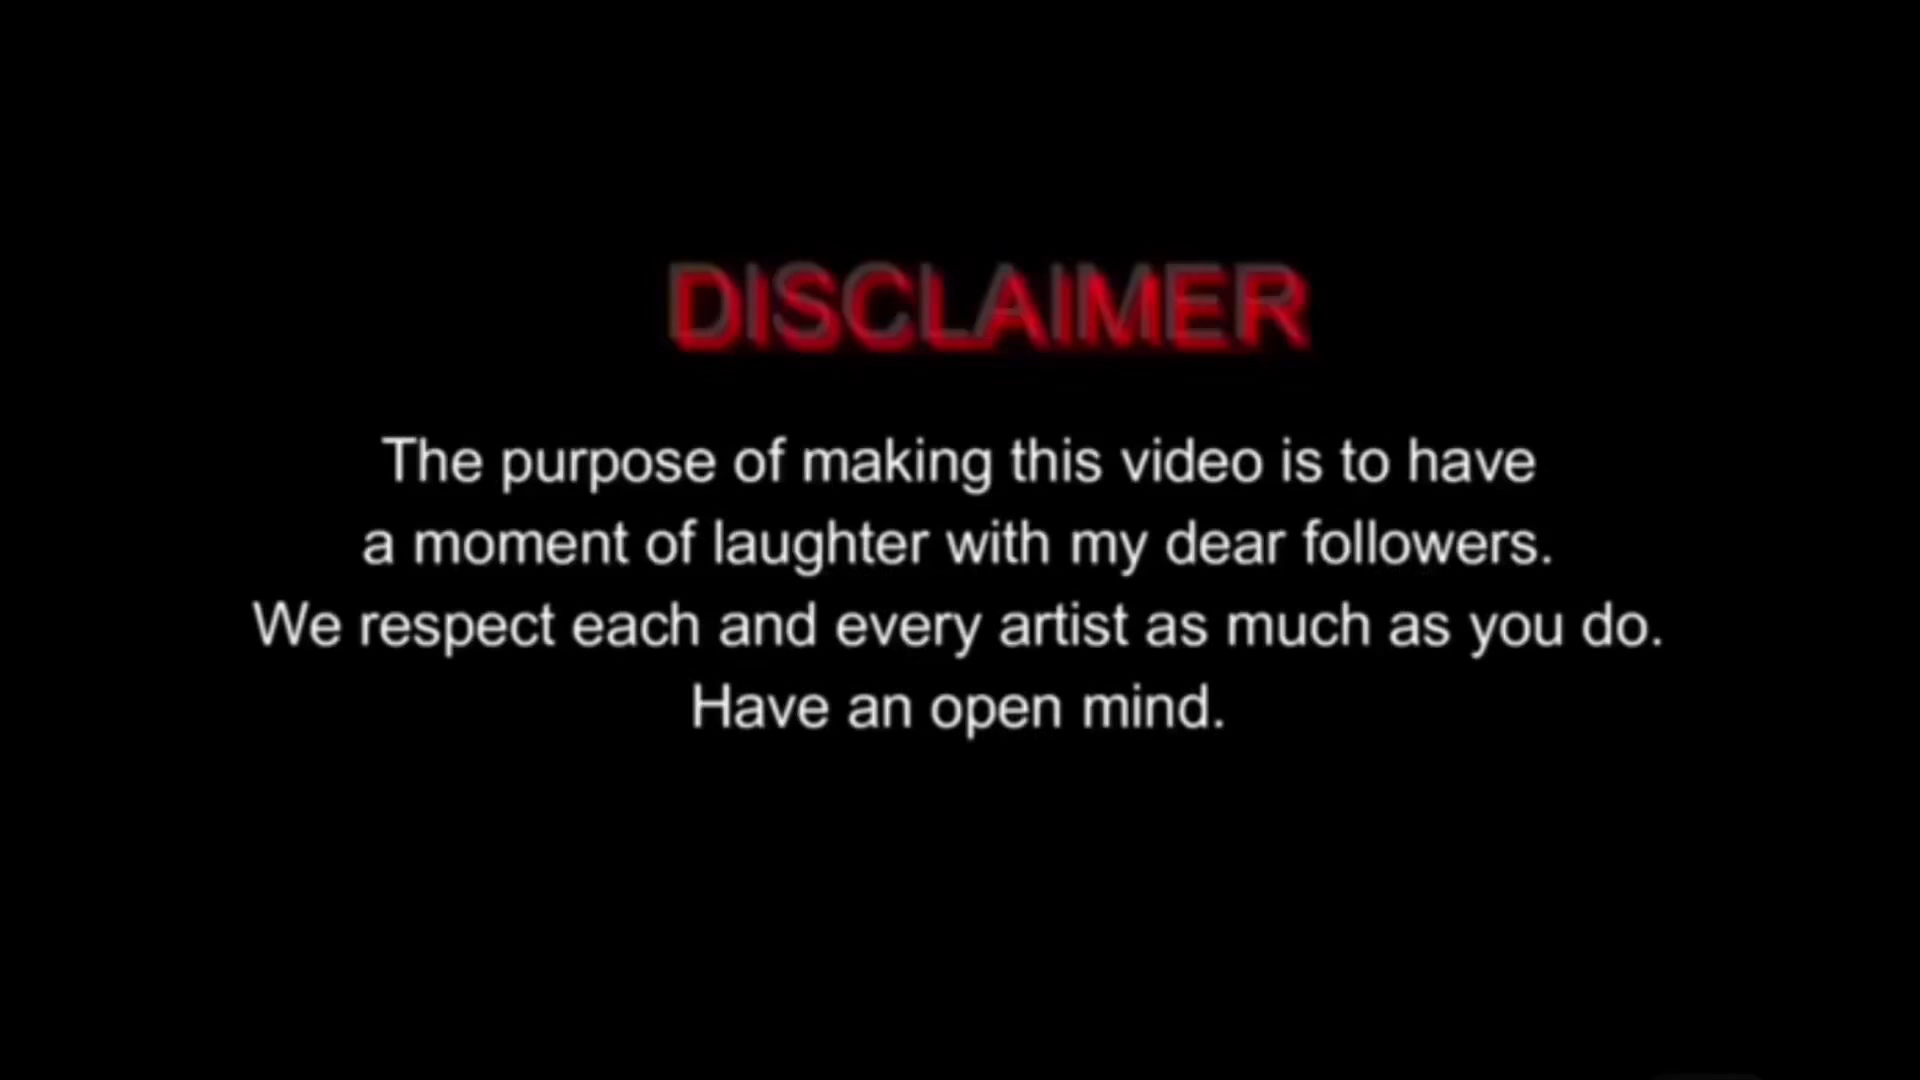 DISCLAIMER
The purpose of making this video is to have
a moment of laughter with my dear followers.
We respect each and every artist as much as you do.
Have an open mind.